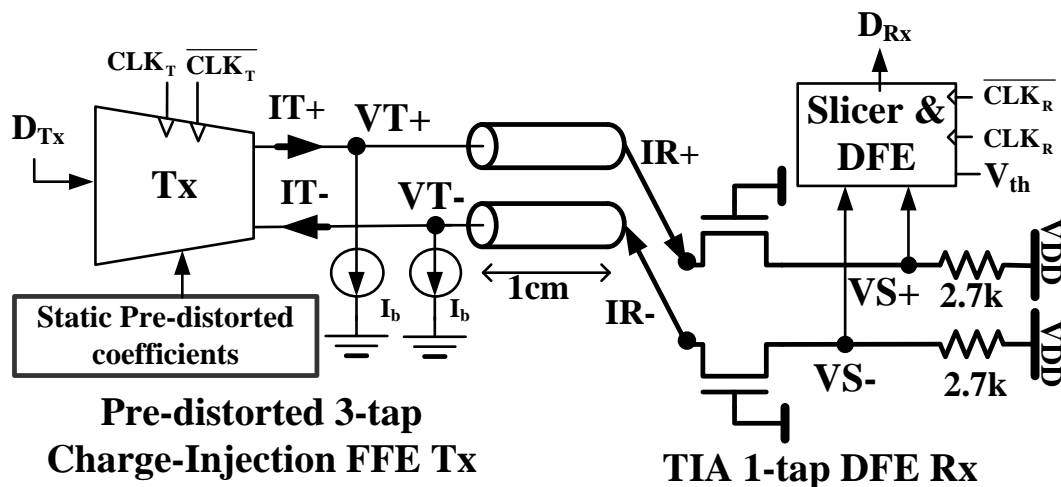 D_Rx
CLK_T
\overline{CLK_T}
\overline{CLK_R}
CLK_R
V_th
Slicer &
DFE
IT+
VT+
IR+
D_Tx
Tx
IT-
VT-
I_b
I_b
1cm
IR-
VS+
2.7k
VDD
VS-
2.7k
VDD
Static Pre-distorted
coefficients
Pre-distorted 3-tap
Charge-Injection FFE Tx
TIA 1-tap DFE Rx